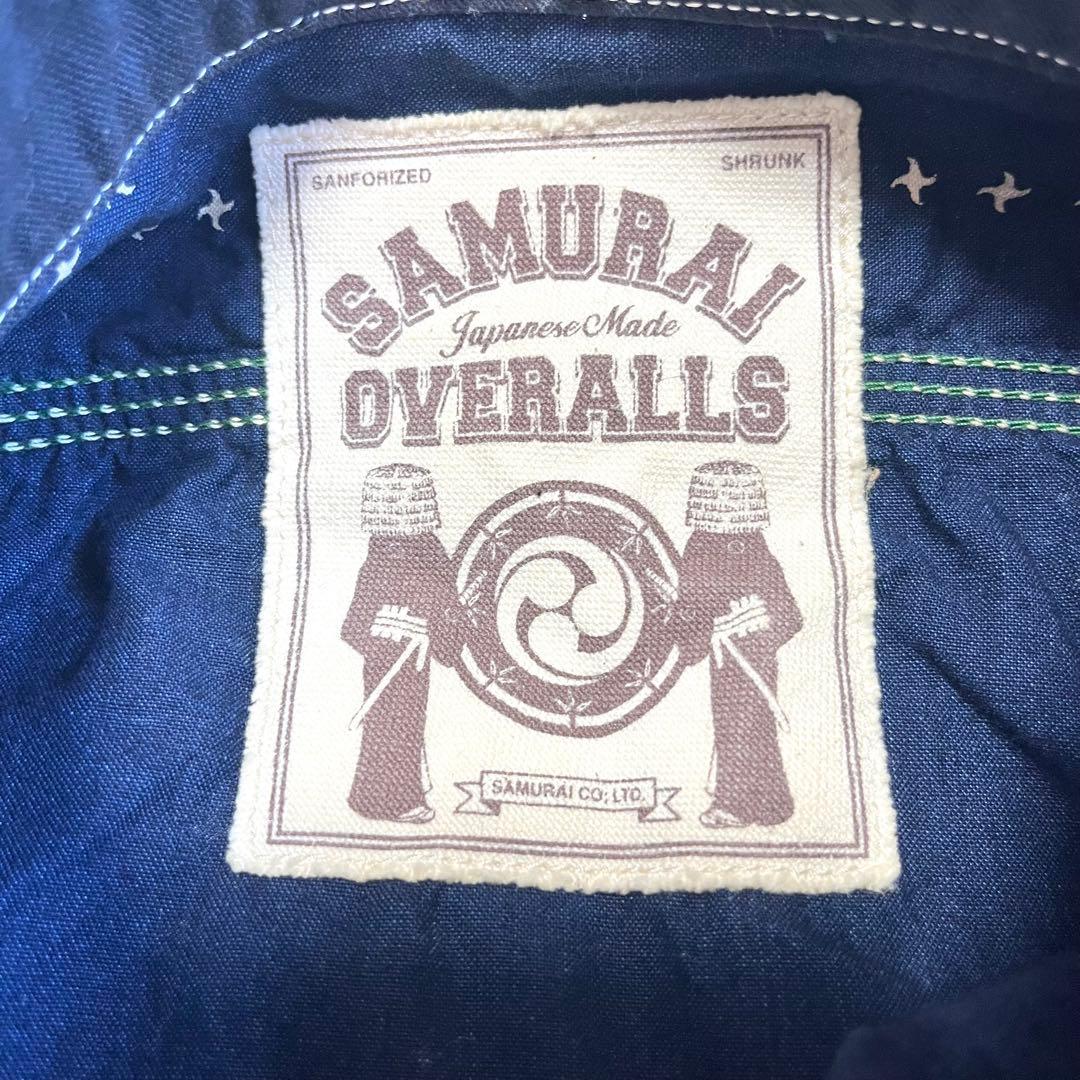 SANFORIZED
SHRUNK
SAMURAI
Japanese Made
OVERALLS
SAMURAI CO; LTD.